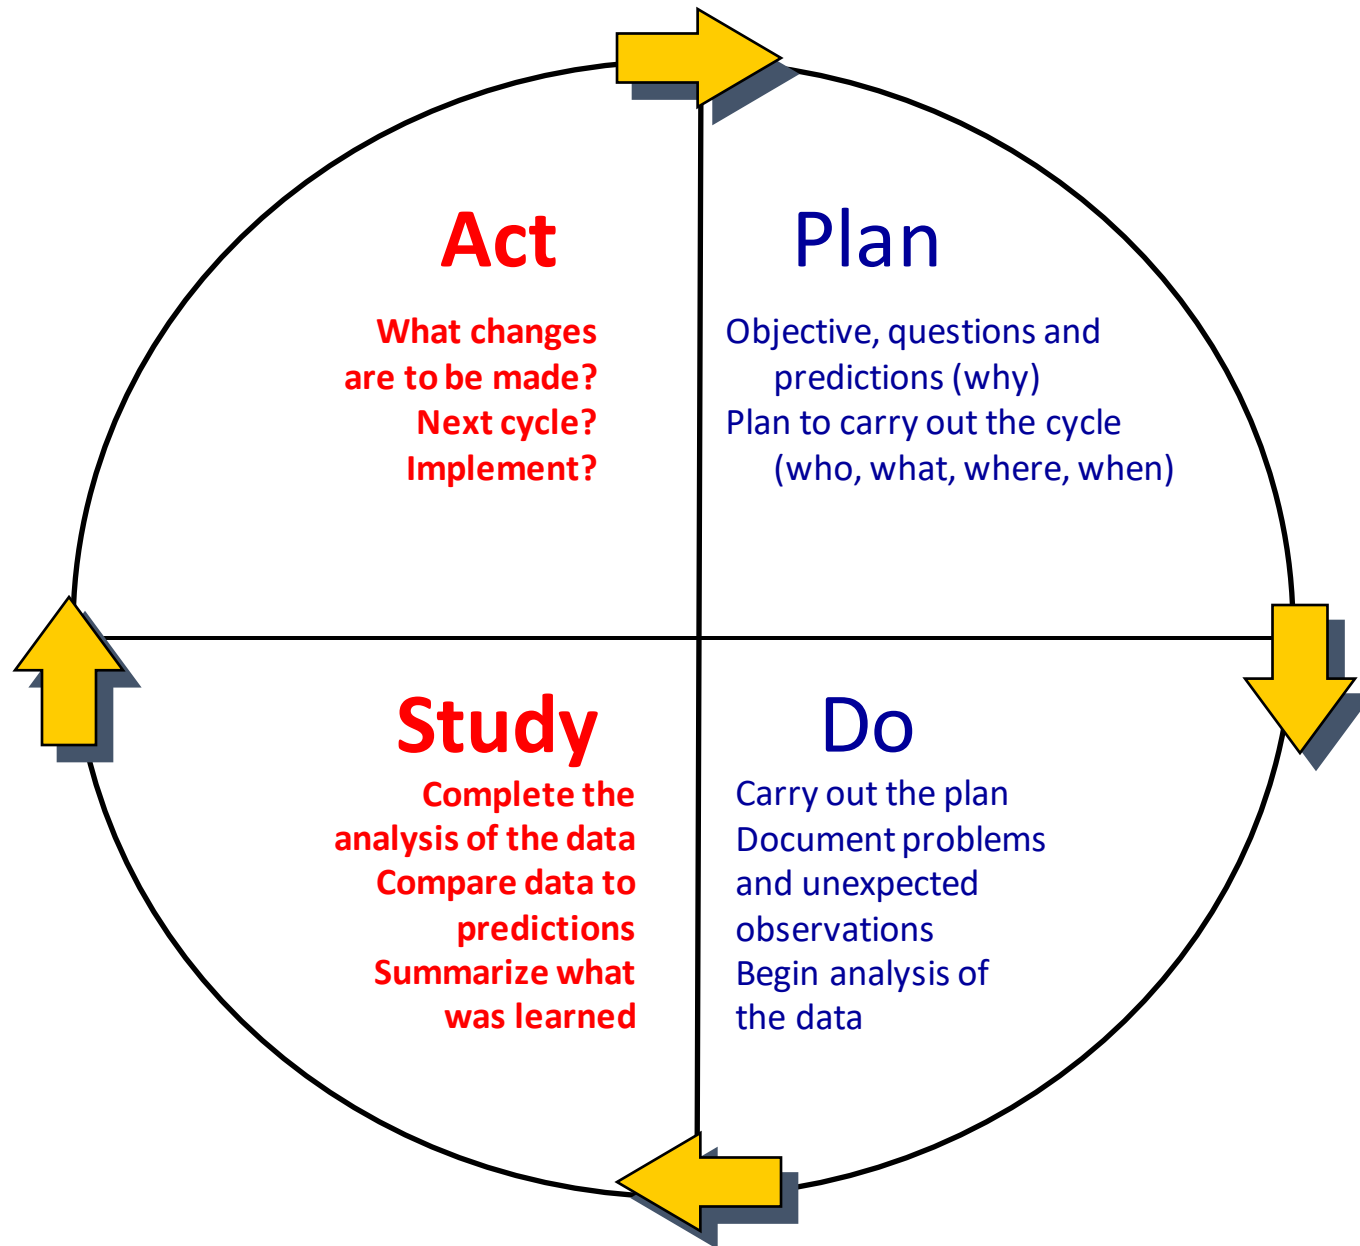 Act
What changes
are to be made?
Next cycle?
Implement?
Plan
Objective, questions and
predictions (why)
Plan to carry out the cycle
(who, what, where, when)
Study
Complete the
analysis of the data
Compare data to
predictions
Summarize what
was learned
Do
Carry out the plan
Document problems
and unexpected
observations
Begin analysis of
the data